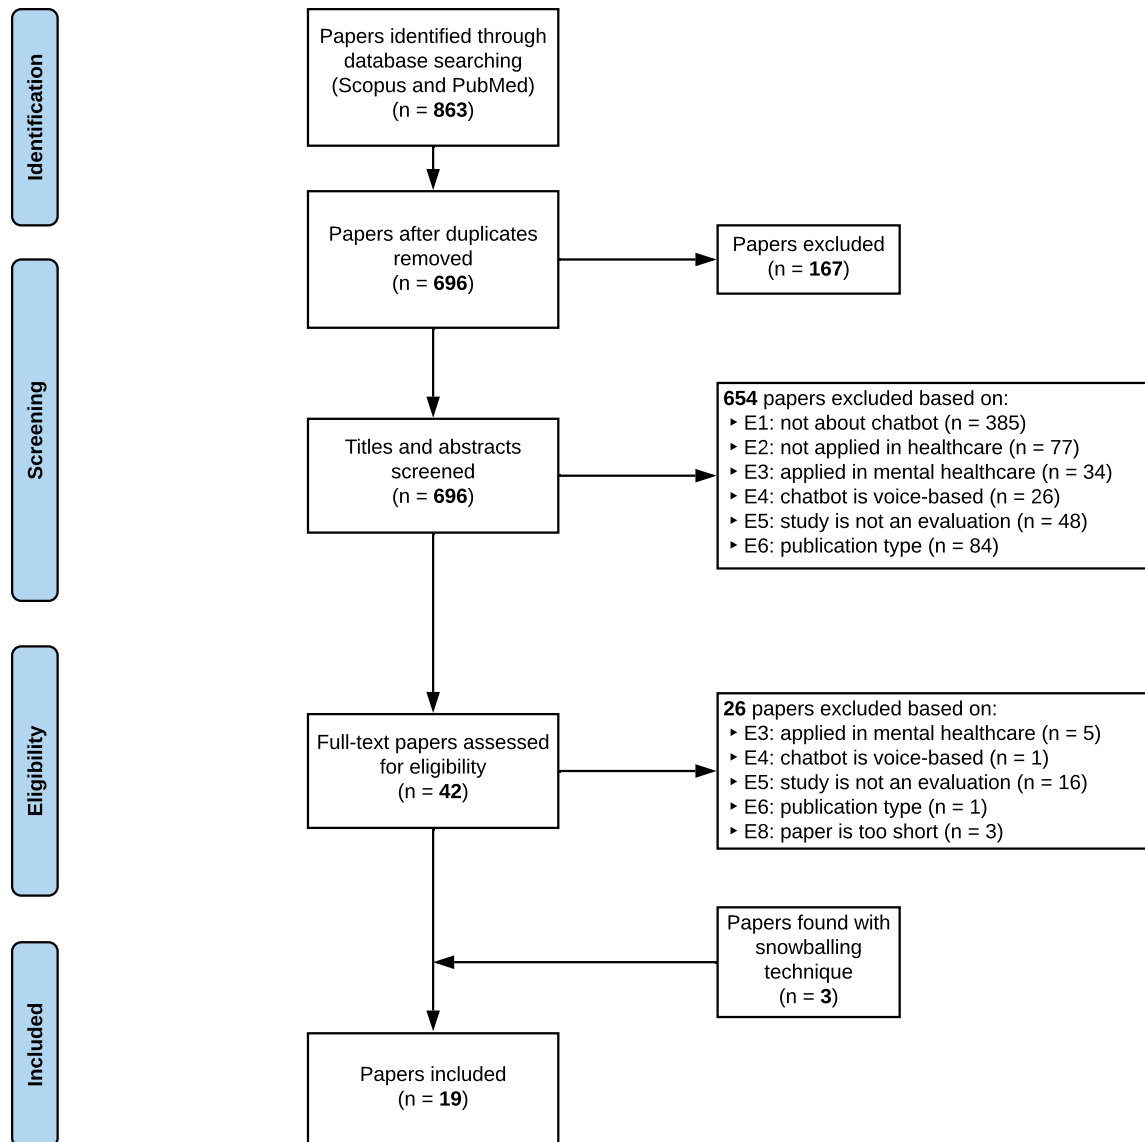 Identification
Papers identified through
database searching
(Scopus and PubMed)
(n = 863)
Papers after duplicates
removed
(n = 696)
Papers excluded
(n = 167)
Screening
Titles and abstracts
screened
(n = 696)
654 papers excluded based on:
‣ E1: not about chatbot (n = 385)
‣ E2: not applied in healthcare (n = 77)
‣ E3: applied in mental healthcare (n = 34)
‣ E4: chatbot is voice-based (n = 26)
‣ E5: study is not an evaluation (n = 48)
‣ E6: publication type (n = 84)
Eligibility
Full-text papers assessed
for eligibility
(n = 42)
26 papers excluded based on:
‣ E3: applied in mental healthcare (n = 5)
‣ E4: chatbot is voice-based (n = 1)
‣ E5: study is not an evaluation (n = 16)
‣ E6: publication type (n = 1)
‣ E8: paper is too short (n = 3)
Papers found with
snowballing
technique
(n = 3)
Included
Papers included
(n = 19)